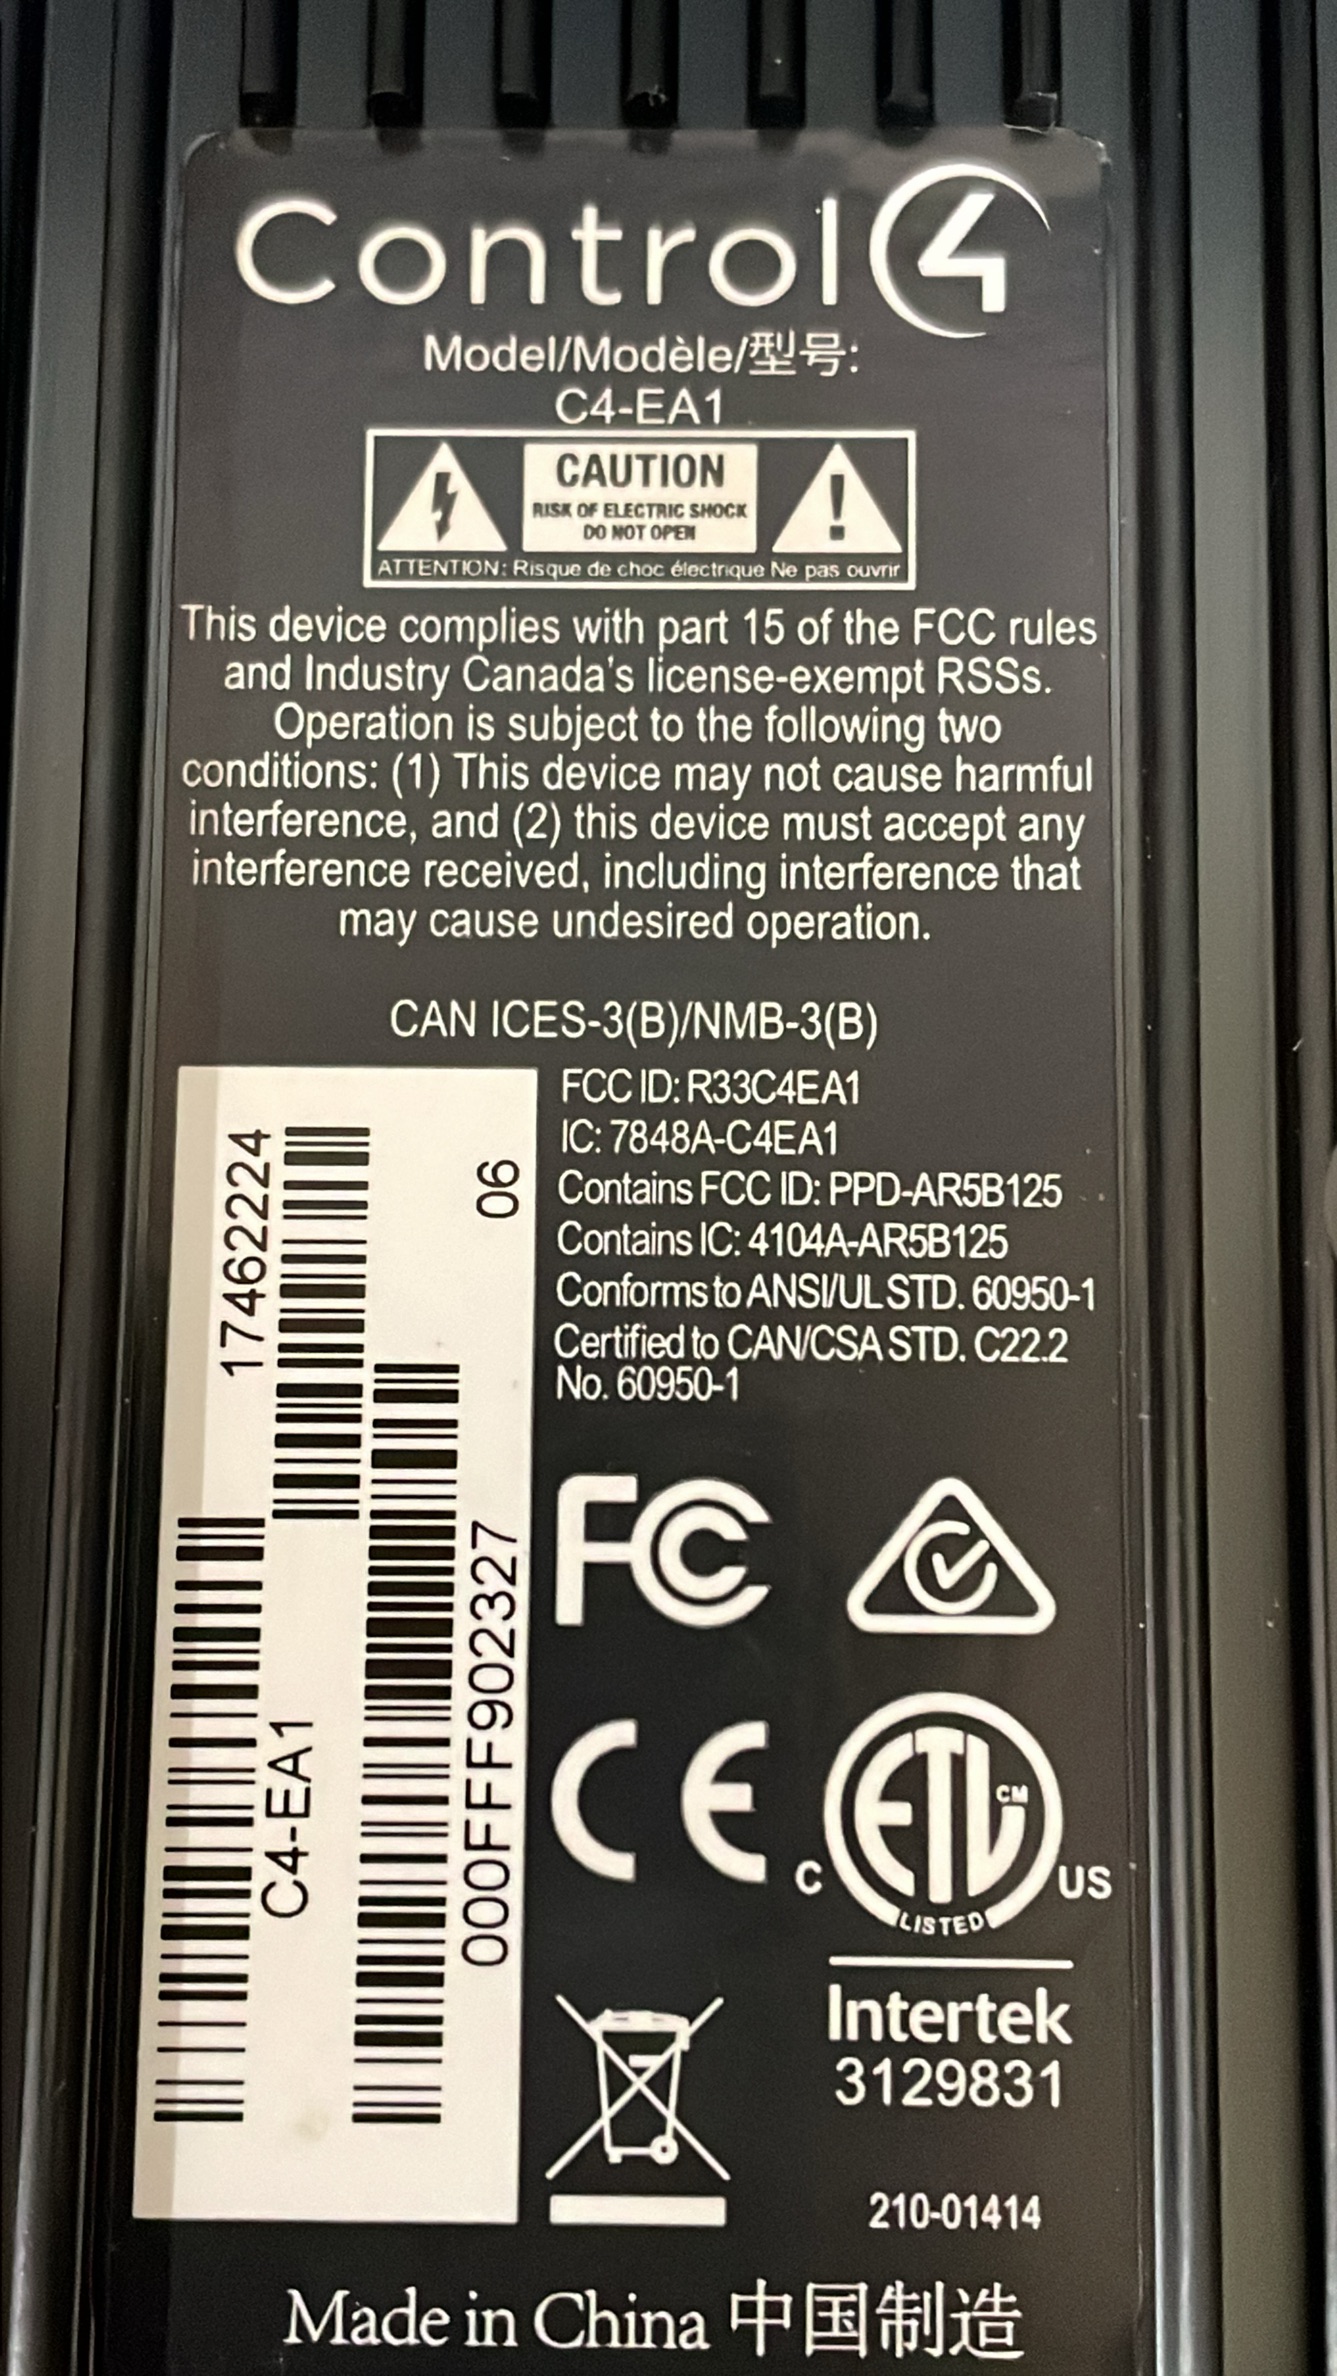 Control4
Model/Modèle/型号:
C4-EA1
CAUTION
RISK OF ELECTRIC SHOCK
DO NOT OPEN
ATTENTION: Risque de choc électrique Ne pas ouvrir
This device complies with part 15 of the FCC rules
and Industry Canada's license-exempt RSSs.
Operation is subject to the following two
conditions: (1) This device may not cause harmful
interference, and (2) this device must accept any
interference received, including interference that
may cause undesired operation.
CAN ICES-3(B)/NMB-3(B)
1746224
06
C4-EA1
000FFF902327
FCC ID: R33C4EA1
IC: 7848A-C4EA1
Contains FCC ID: PPD-AR5B125
Contains IC: 4104A-AR5B125
Conforms to ANSI/UL STD. 60950-1
Certified to CAN/CSA STD. C22.2
No. 60950-1
FC
CE
ETL CM
C US
LISTED
Intertek
3129831
210-01414
Made in China 中国制造